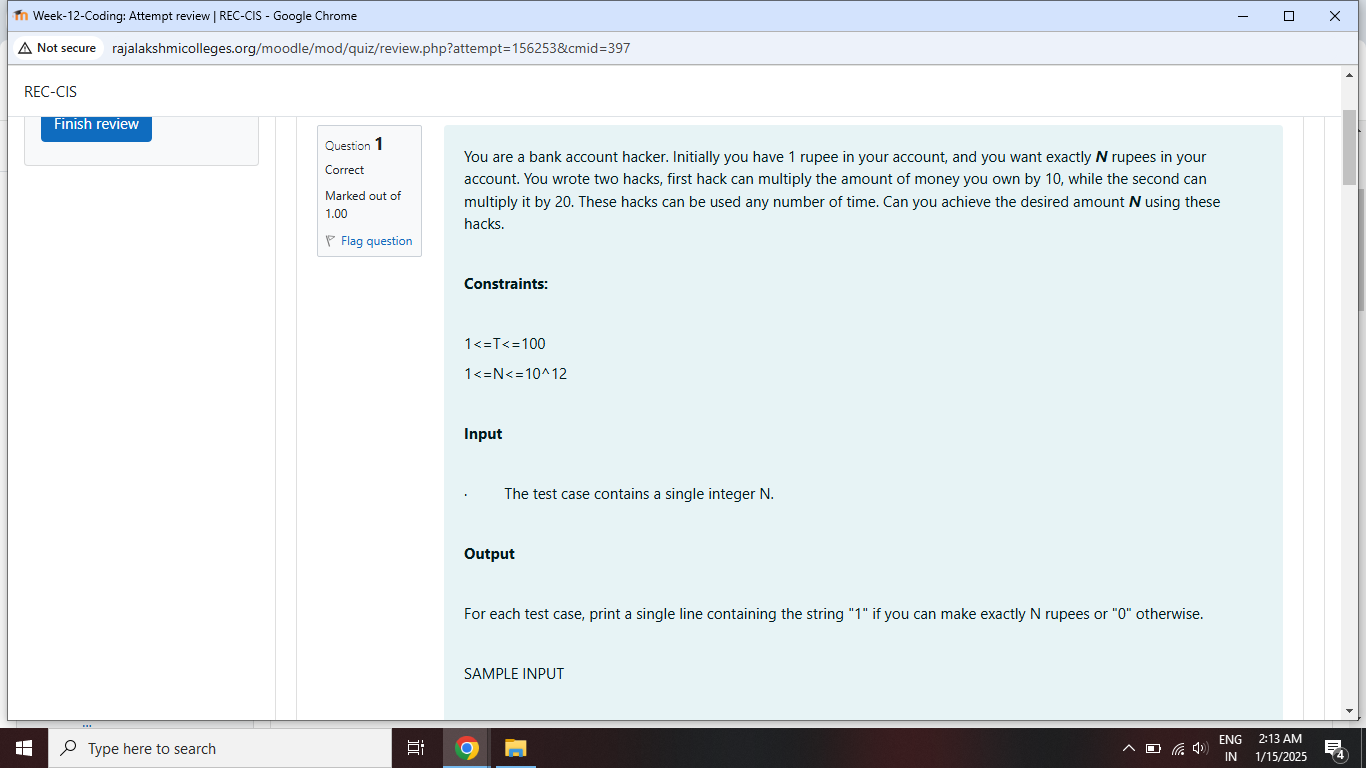 Week-12-Coding: Attempt review | REC-CIS - Google Chrome
Not secure rajalakshmicolleges.org/moodle/mod/quiz/review.php?attempt=156253&cmid=397
REC-CIS
Finish review
Question 1
Correct
Marked out of
1.00
Flag question
You are a bank account hacker. Initially you have 1 rupee in your account, and you want exactly N rupees in your
account. You wrote two hacks, first hack can multiply the amount of money you own by 10, while the second can
multiply it by 20. These hacks can be used any number of time. Can you achieve the desired amount N using these
hacks.
Constraints:
1<=T<=100
1<=N<=10^12
Input
· The test case contains a single integer N.
Output
For each test case, print a single line containing the string "1" if you can make exactly N rupees or "0" otherwise.
SAMPLE INPUT
...
Type here to search
ENG
IN
2:13 AM
1/15/2025
4